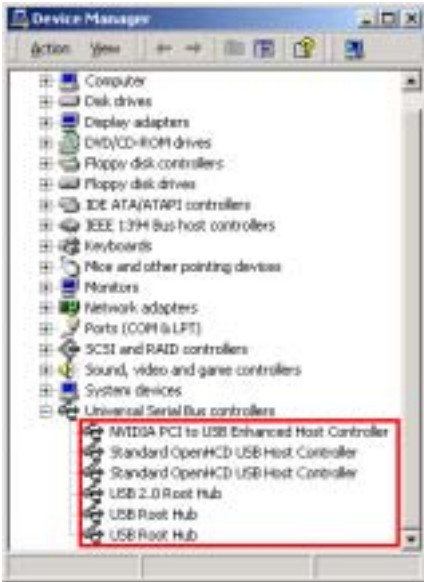 Device Manager
Action View
Computer
Disk drives
Display adapters
DVD/CD-ROM drives
Floppy disk controllers
Floppy disk drives
IDE ATA/ATAPI controllers
IEEE 1394 Bus host controllers
Keyboards
Mice and other pointing devices
Monitors
Network adapters
Ports (COM & LPT)
SCSI and RAID controllers
Sound, video and game controllers
System devices
Universal Serial Bus controllers
NVIDIA PCI to USB Enhanced Host Controller
Standard OpenHCD USB Host Controller
Standard OpenHCD USB Host Controller
USB 2.0 Root Hub
USB Root Hub
USB Root Hub